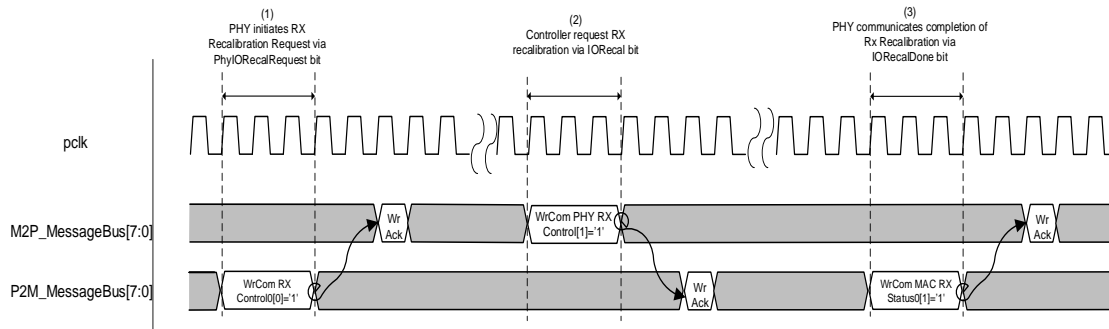 (1)
PHY initiates RX
Recalibration Request via
PhyIORecalRequest bit
(2)
Controller request RX
recalibration via IORecal bit
(3)
PHY communicates completion of
Rx Recalibration via
IORecalDone bit
pclk
M2P_MessageBus[7:0]
Wr
Ack
WrCom PHY RX
Control[1]='1'
Wr
Ack
P2M_MessageBus[7:0]
WrCom RX
Control0[0]='1'
Wr
Ack
WrCom MAC RX
Status0[1]='1'